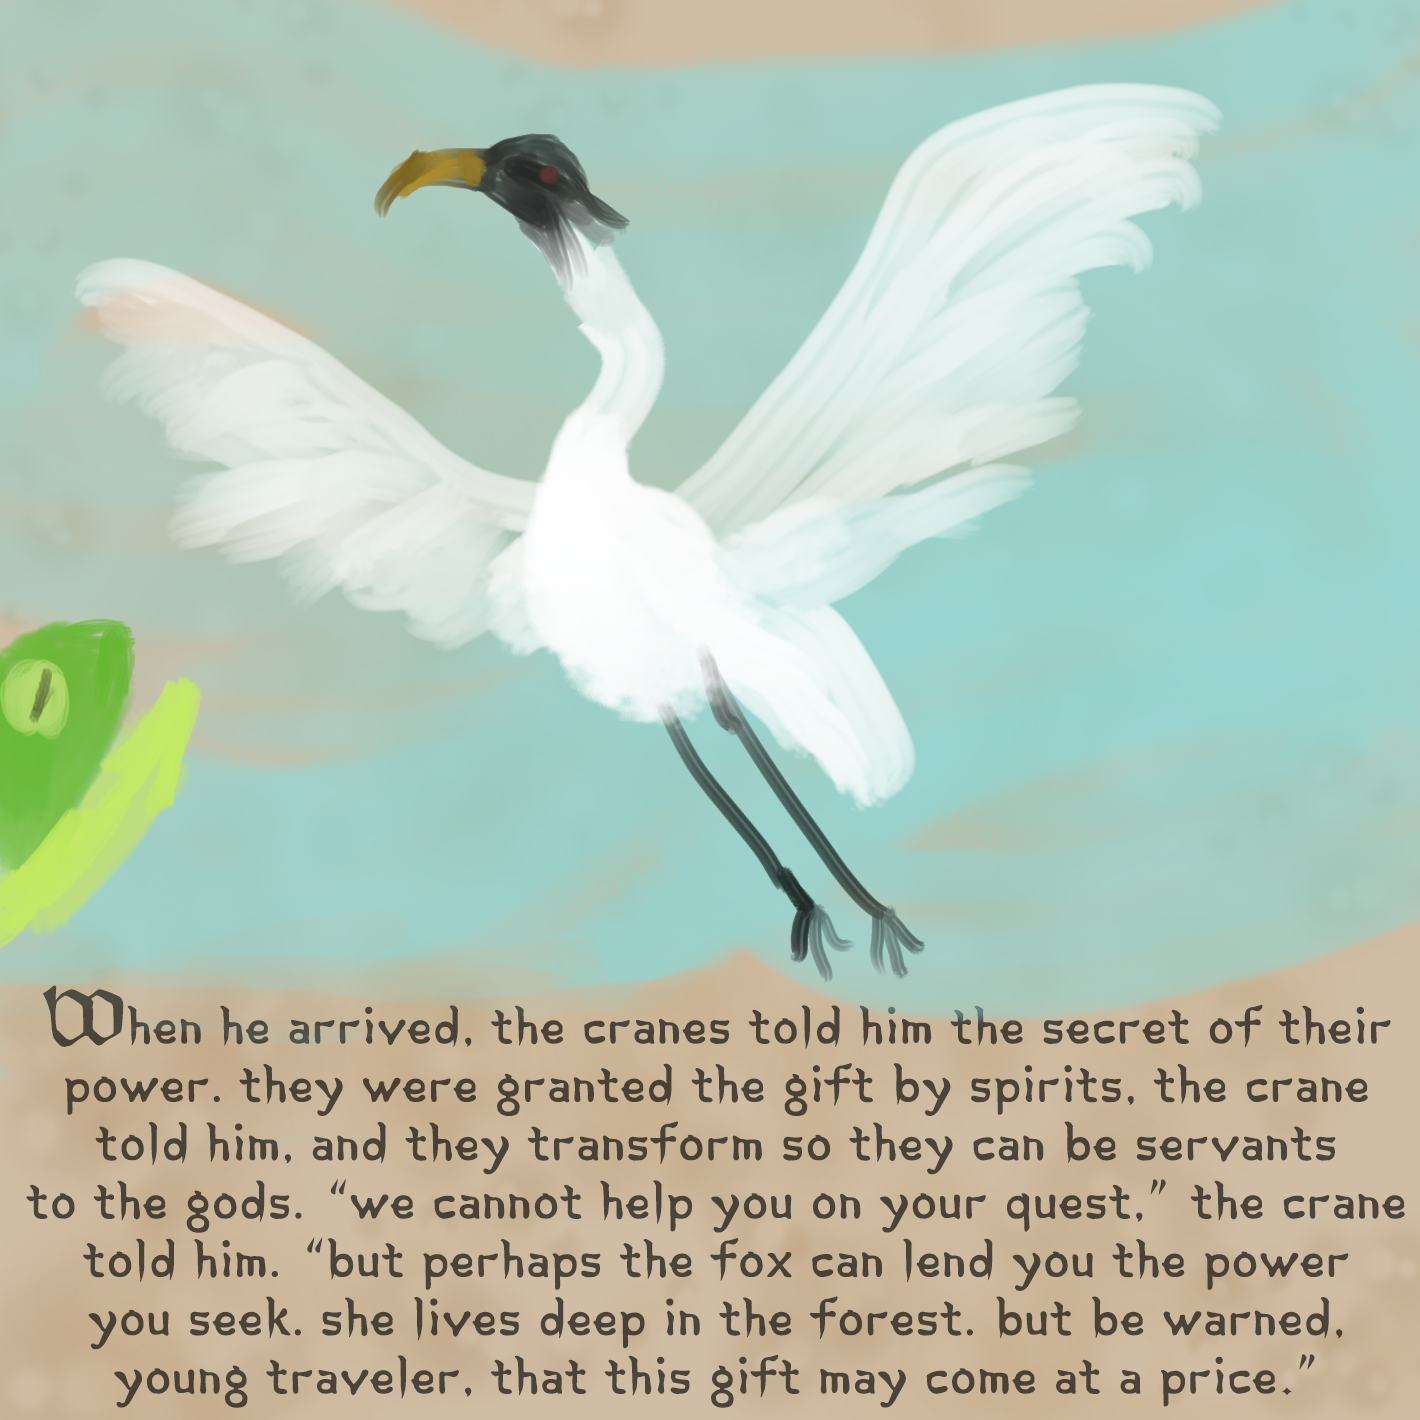 When he arrived, the cranes told him the secret of their
power. they were granted the gift by spirits, the crane
told him, and they transform so they can be servants
to the gods. “we cannot help you on your quest,” the crane
told him. “but perhaps the fox can lend you the power
you seek. she lives deep in the forest. but be warned,
young traveler, that this gift may come at a price.”